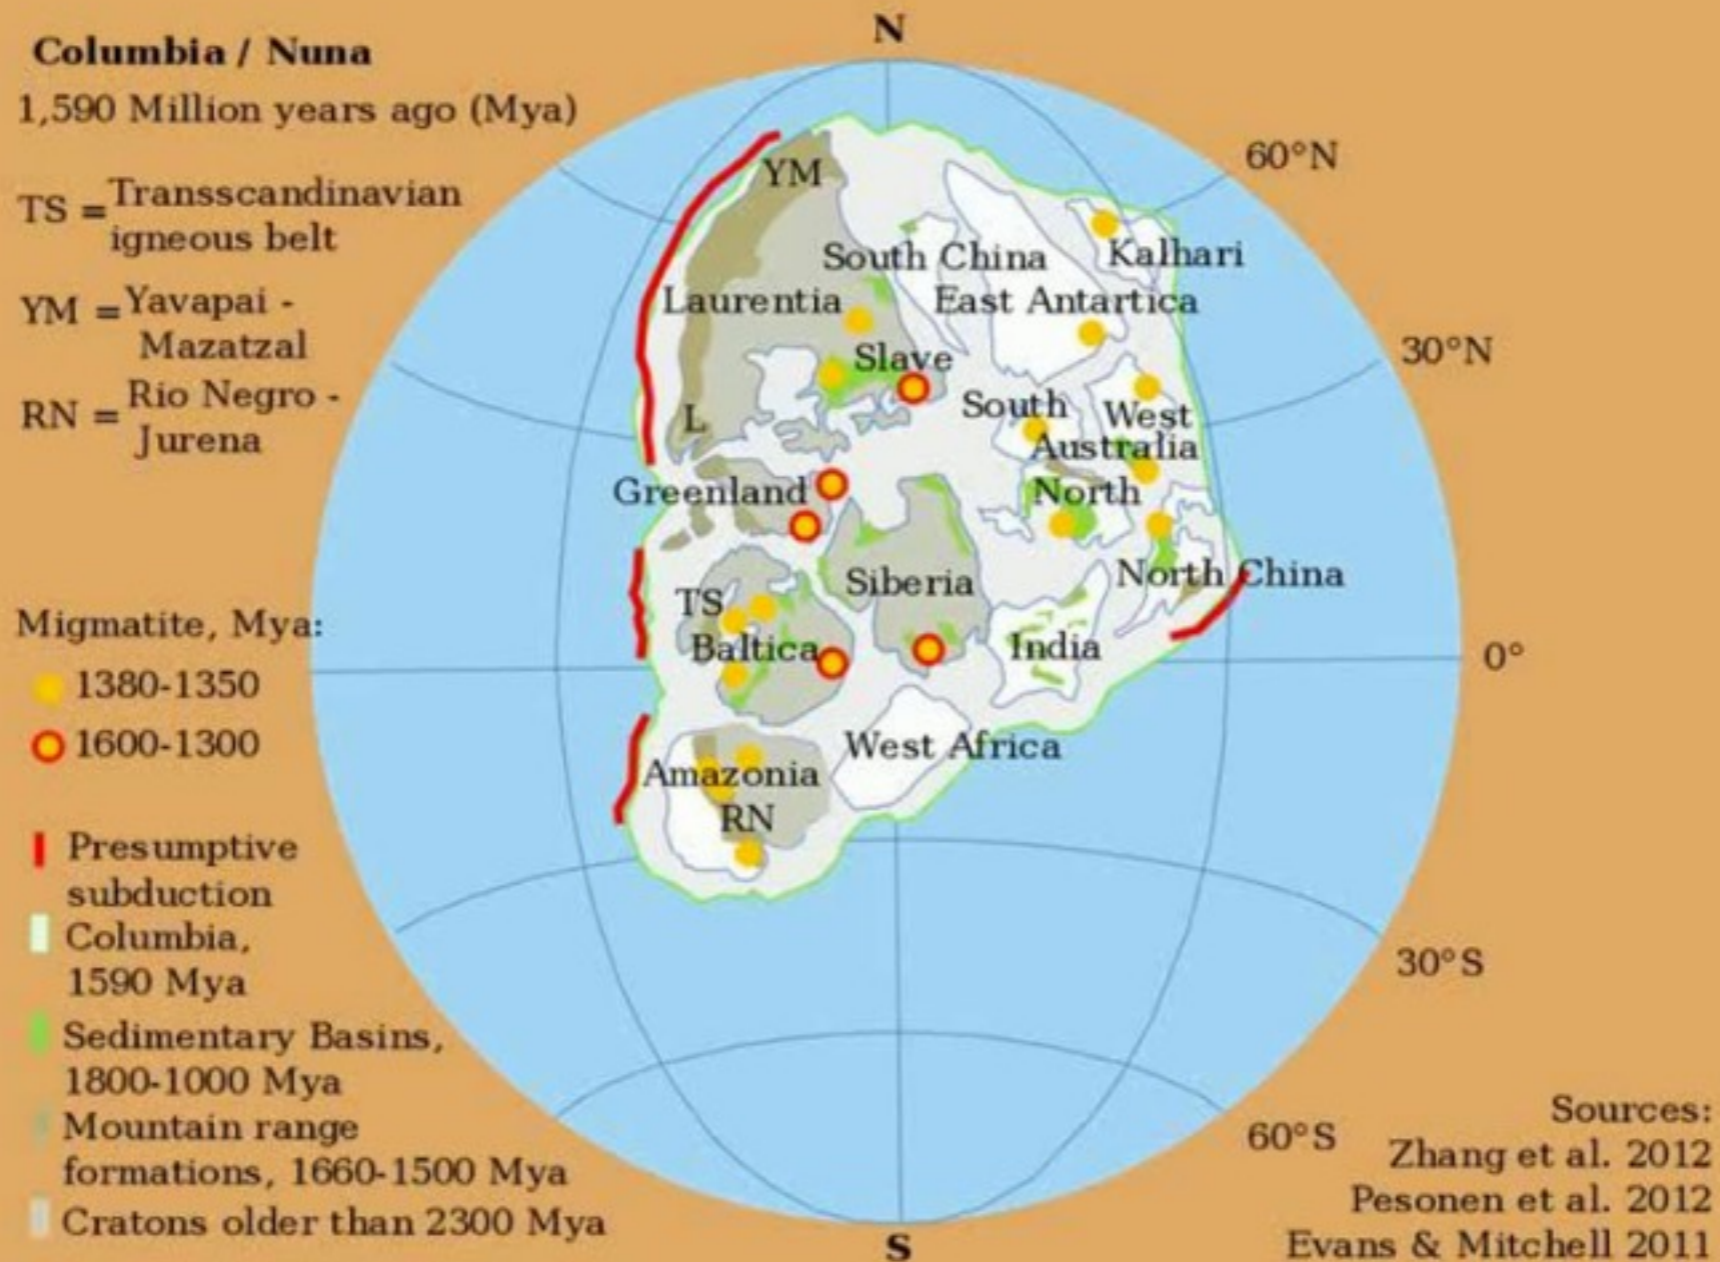 Columbia / Nuna
1,590 Million years ago (Mya)
TS = Transscandinavian
igneous belt
YM = Yavapai -
Mazatzal
RN = Rio Negro -
Jurena
Migmatite, Mya:
1380-1350
1600-1300
Presumptive
subduction
Columbia,
1590 Mya
Sedimentary Basins,
1800-1000 Mya
Mountain range
formations, 1660-1500 Mya
Cratons older than 2300 Mya
N
60°N
30°N
0°
30°S
60°S
S
YM
South China
Kalhari
Laurentia
East Antartica
Slave
South
West
Australia
L
Greenland
North
North China
Siberia
TS
Baltica
India
West Africa
Amazonia
RN
Sources:
Zhang et al. 2012
Pesonen et al. 2012
Evans & Mitchell 2011